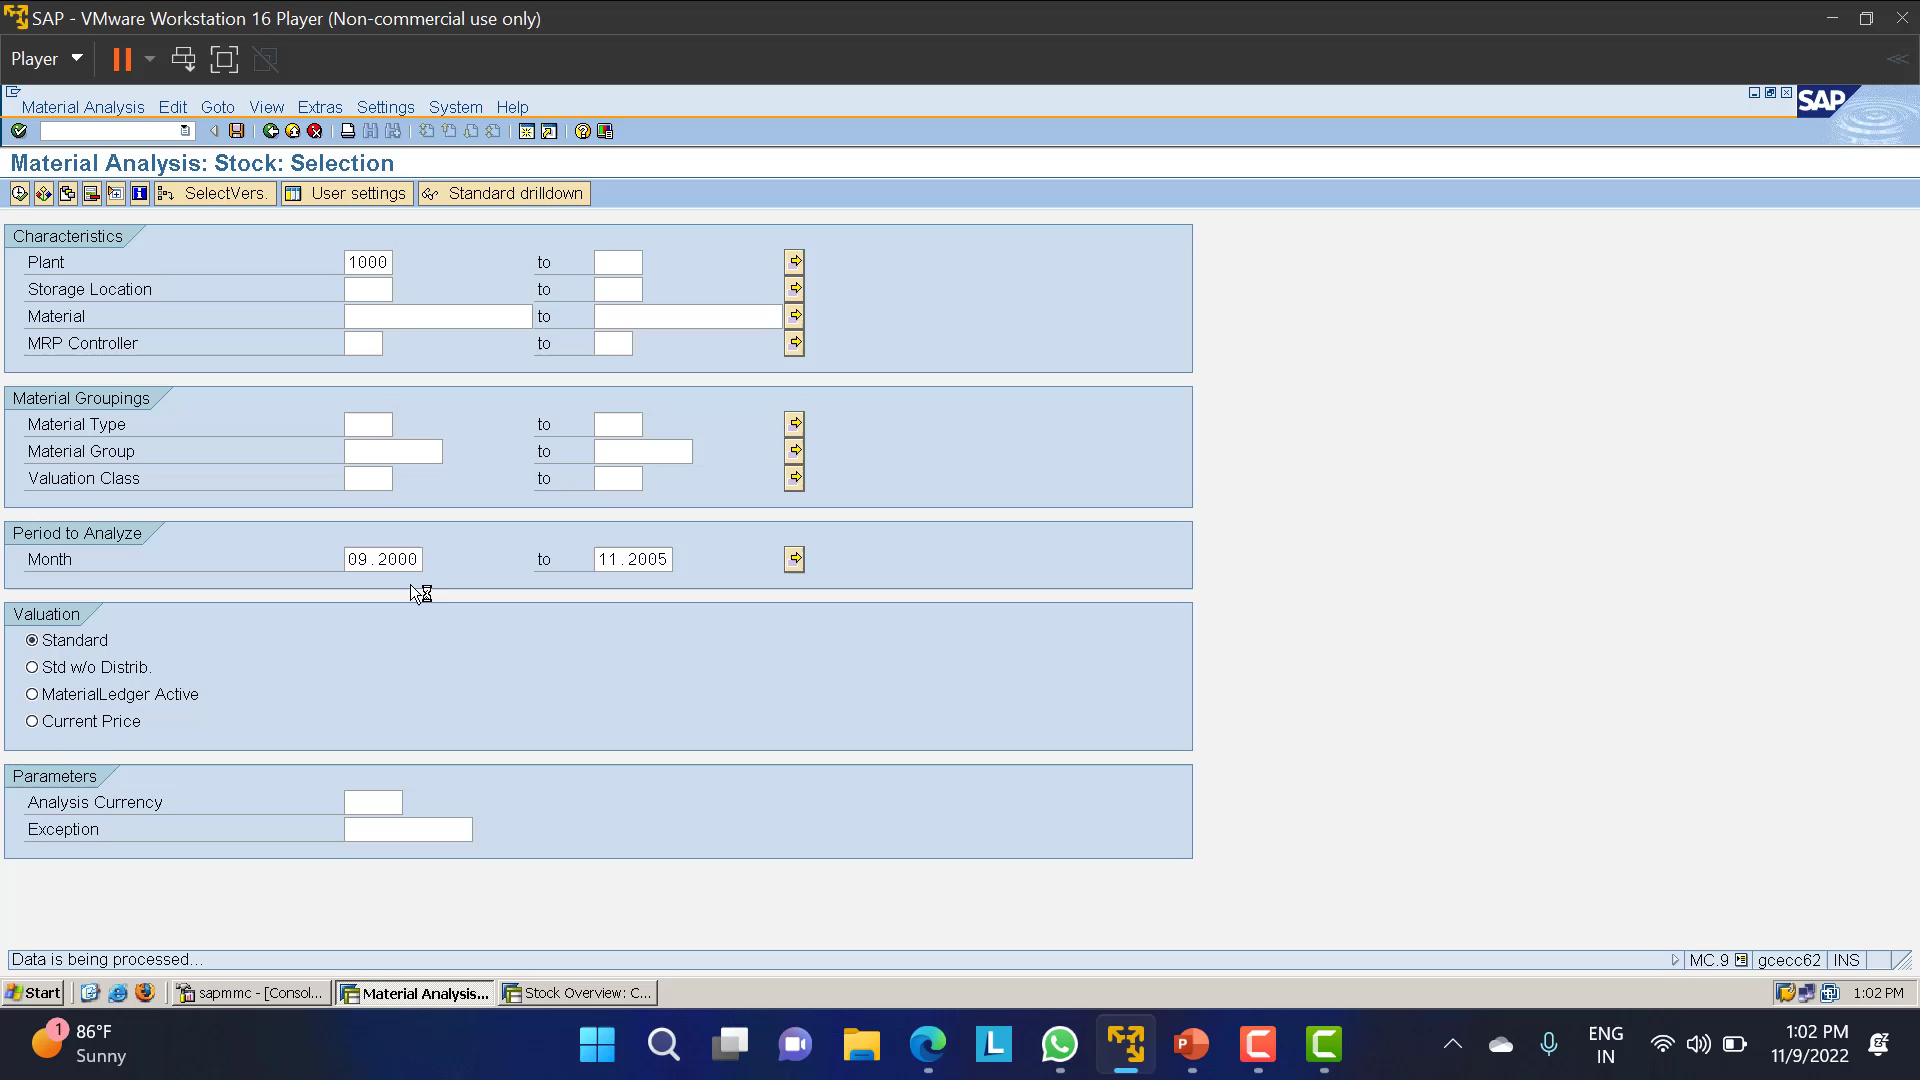 SAP - VMware Workstation 16 Player (Non-commercial use only)
Player
Material Analysis Edit Goto View Extras Settings System Help
SAP
Material Analysis: Stock: Selection
SelectVers. User settings Standard drilldown
Characteristics
Plant 1000 to
Storage Location to
Material to
MRP Controller to
Material Groupings
Material Type to
Material Group to
Valuation Class to
Period to Analyze
Month 09.2000 to 11.2005
Valuation
Standard
Std w/o Distrib.
MaterialLedger Active
Current Price
Parameters
Analysis Currency
Exception
Data is being processed...
MC.9 gcecc62 INS
Start sapmmc - [Consol... Material Analysis... Stock Overview: C... 1:02 PM
1 86°F
Sunny
L
P
C
C
ENG
IN
1:02 PM
11/9/2022